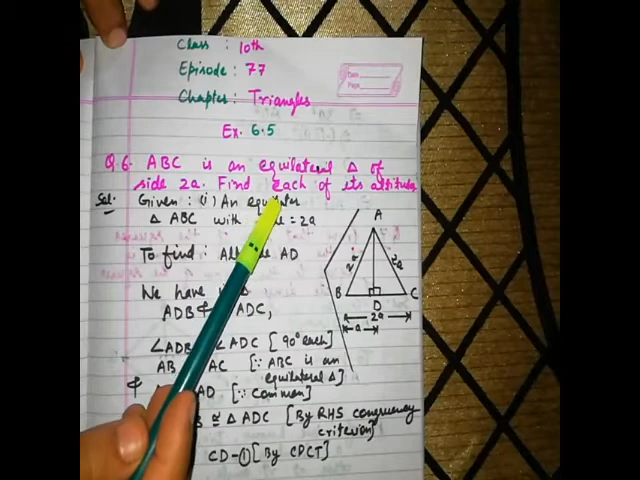 Class : 10th
Episode : 77
Chapter : Triangles
Date
Page
Ex. 6.5
Q.6. ABC is an equilateral Δ of
side 2a. Find each of its altitude
Sol. Given : (i) An
Δ ABC with = 2a
To find : AD
We have
ADB & ADC,
∠ADB ∠ADC [90° each]
AB AC [∵ ABC is an
equilateral Δ]
& AD [∵ Common]
≅ Δ ADC [By RHS congruency
criterion]
CD - ① [By CPCT]
A
2a 2a
B D C
2a
a